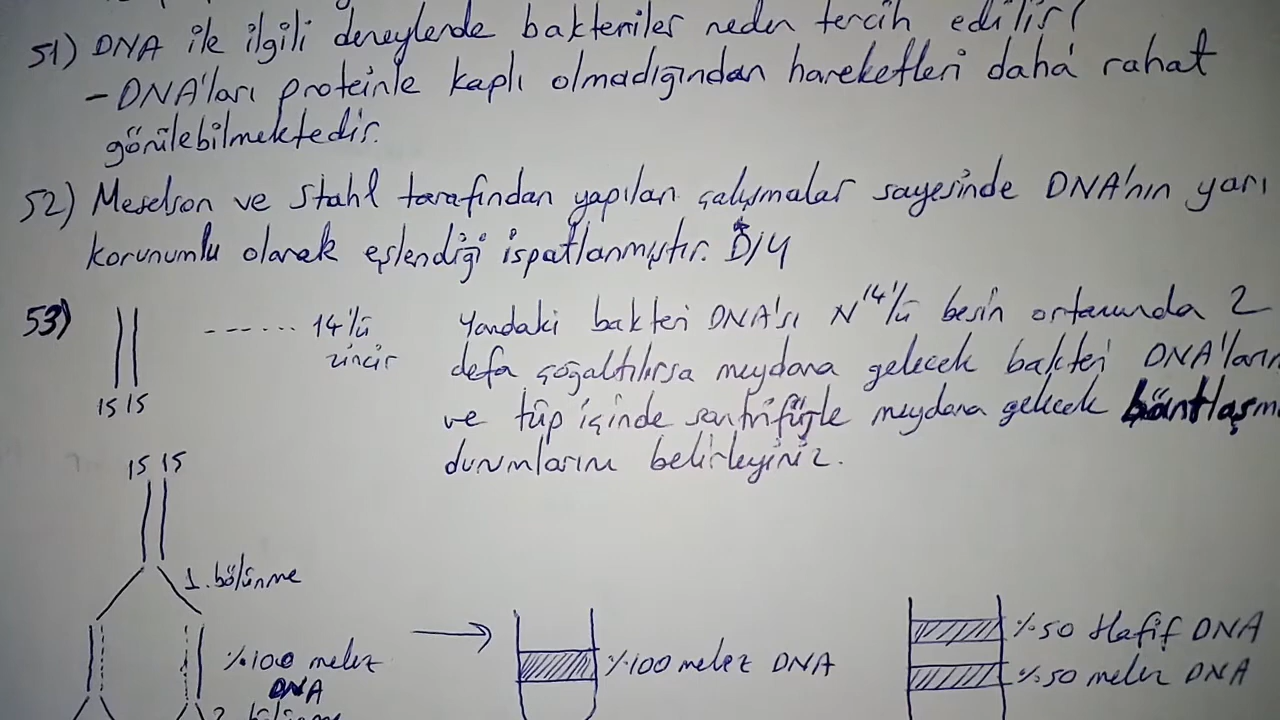 51) DNA ile ilgili deneylerde bakteriler neden tercih edilir?
- DNA'ları proteinle kaplı olmadığından hareketleri daha rahat
görülebilmektedir.
52) Meselson ve Stahl tarafından yapılan çalışmalar sayesinde DNA'nın yarı
korunumlu olarak eşlendiği ispatlanmıştır. D/Y
53)
14'lü
zincir
15 15
Yandaki bakteri DNA'sı N14'lü besin ortamında 2
defa çoğaltılırsa meydana gelecek bakteri DNA'ların
ve tüp içinde santrifüjle meydana gelecek bantlaşm
durumlarını belirleyiniz.
15 15
1. bölünme
%100 melez
DNA
%100 melez DNA
%50 Hafif DNA
%50 melez DNA
2. bölünme